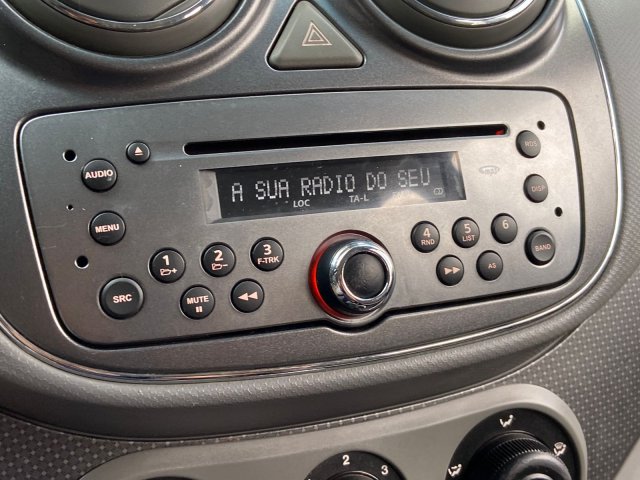 AUDIO
RDS
A SUA RADIO DO SEU
LOC TA-L CD
DISP
MENU
1 2 3 F-TRK
4 RND 5 LIST 6
BAND
SRC
MUTE
AS
2 3